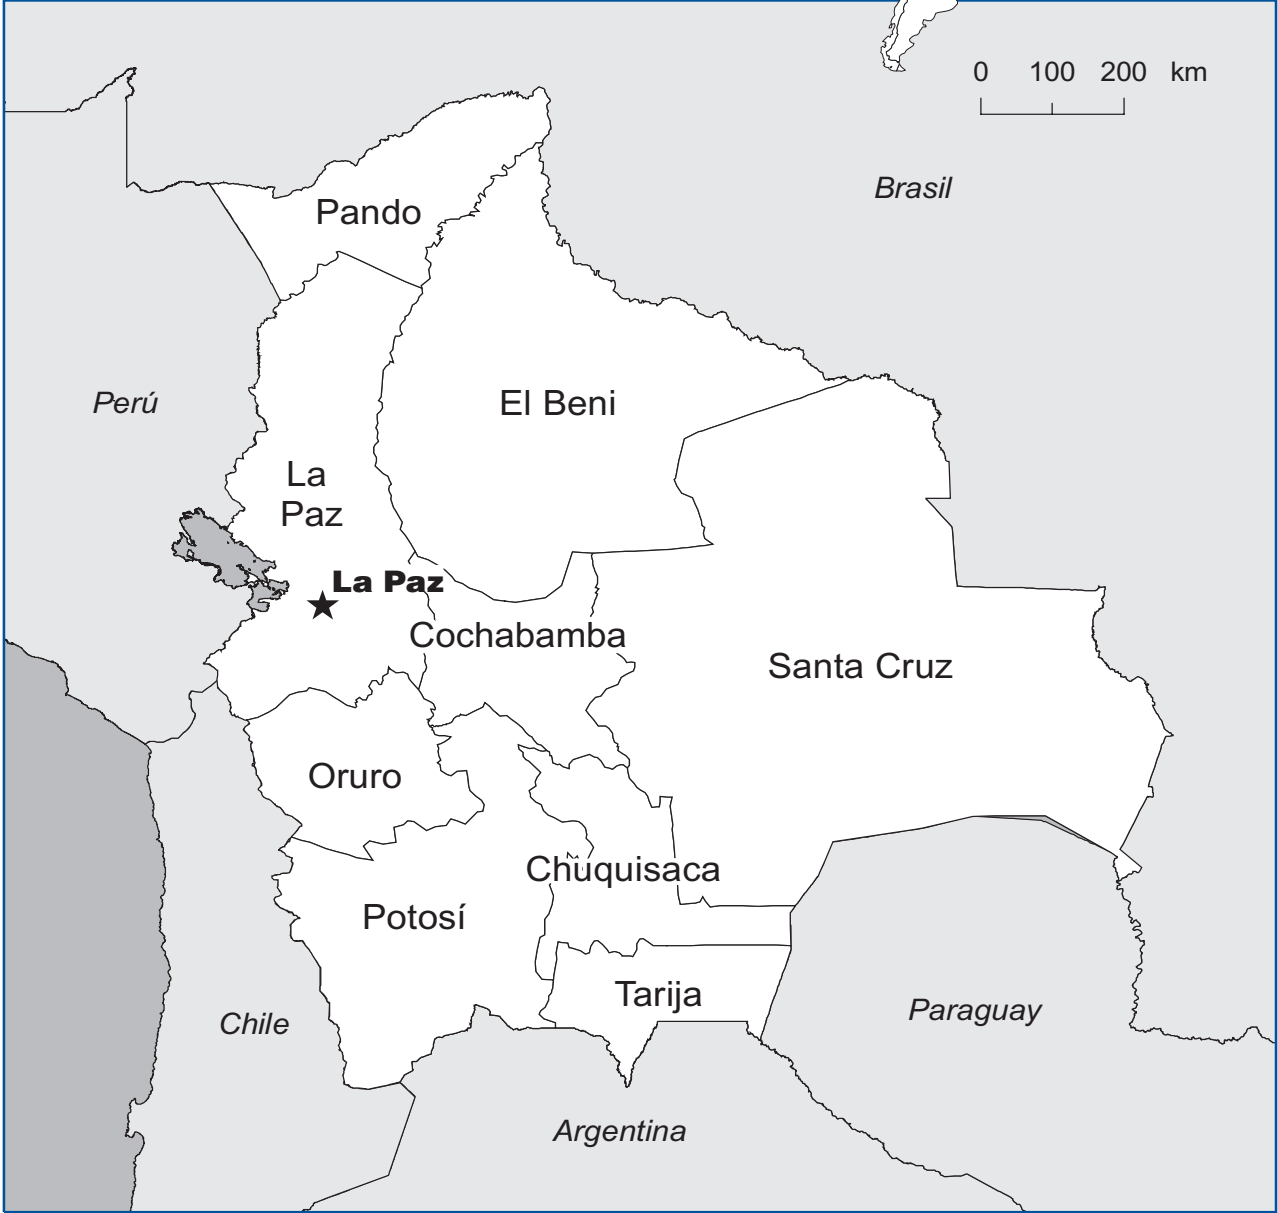 0 100 200 km
Brasil
Pando
Perú
El Beni
La
Paz
La Paz
Cochabamba
Santa Cruz
Oruro
Chuquisaca
Potosí
Tarija
Chile
Paraguay
Argentina